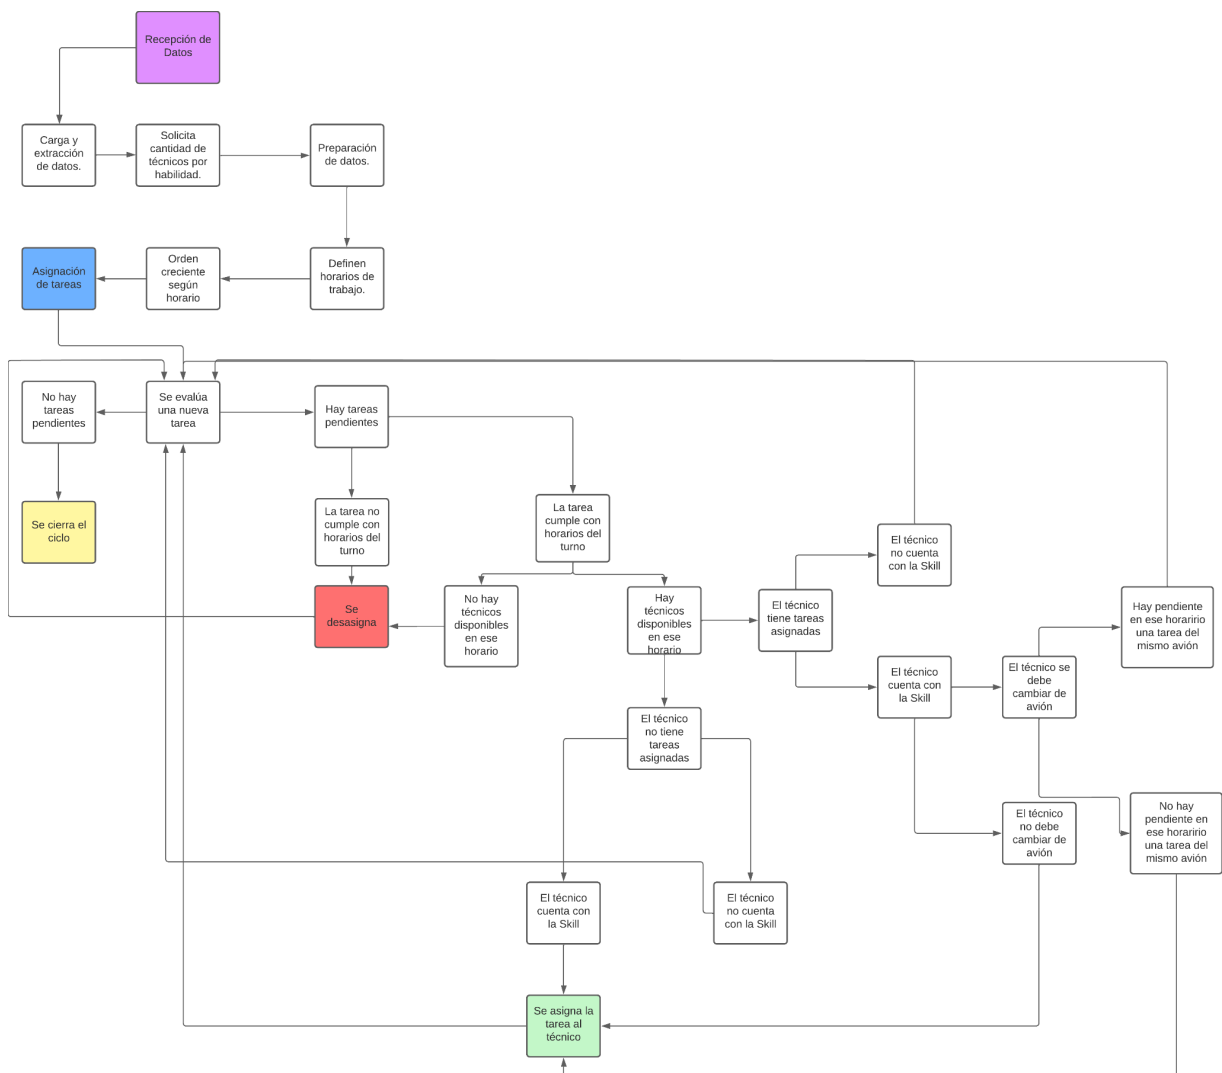 Recepción de
Datos
Carga y
extracción
de datos.
Solicita
cantidad de
técnicos por
habilidad.
Preparación
de datos.
Asignación
de tareas
Orden
creciente
según
horario
Definen
horarios de
trabajo.
No hay
tareas
pendientes
Se evalúa
una nueva
tarea
Hay tareas
pendientes
Se cierra el
ciclo
La tarea no
cumple con
horarios del
turno
La tarea
cumple con
horarios del
turno
El técnico
no cuenta
con la Skill
Se
desasigna
No hay
técnicos
disponibles
en ese
horario
Hay
técnicos
disponibles
en ese
horario
El técnico
tiene tareas
asignadas
Hay pendiente
en ese horaririo
una tarea del
mismo avión
El técnico
cuenta con
la Skill
El técnico se
debe
cambiar de
avión
El técnico
no tiene
tareas
asignadas
El técnico
no debe
cambiar de
avión
No hay
pendiente en
ese horaririo
una tarea del
mismo avión
El técnico
cuenta con
la Skill
El técnico
no cuenta
con la Skill
Se asigna la
tarea al
técnico